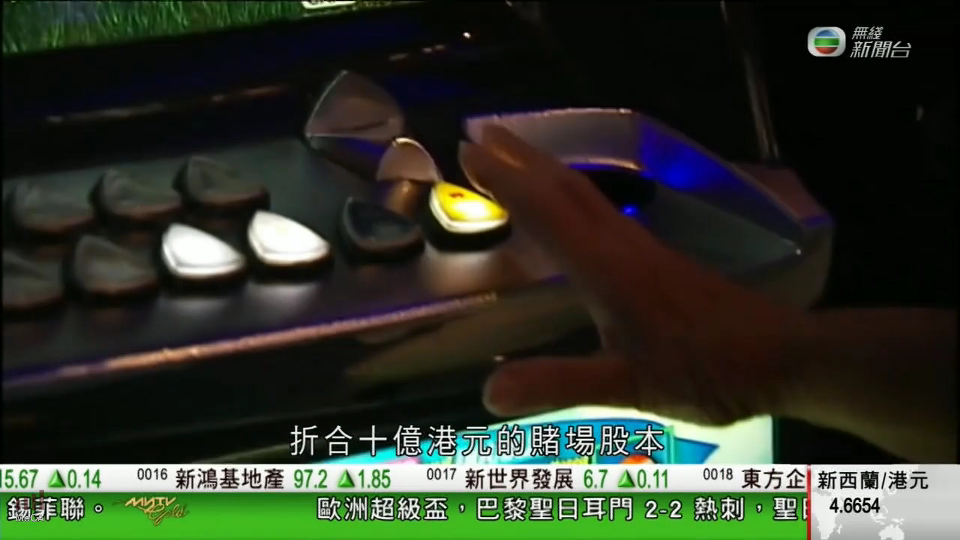 無綫
新聞台
折合十億港元的賭場股本
15.67 ▲0.14 0016 新鴻基地產 97.2 ▲1.85 0017 新世界發展 6.7 ▲0.11 0018 東方企
新西蘭/港元
4.6654
錫菲聯。 歐洲超級盃，巴黎聖日耳門 2-2 熱刺，聖